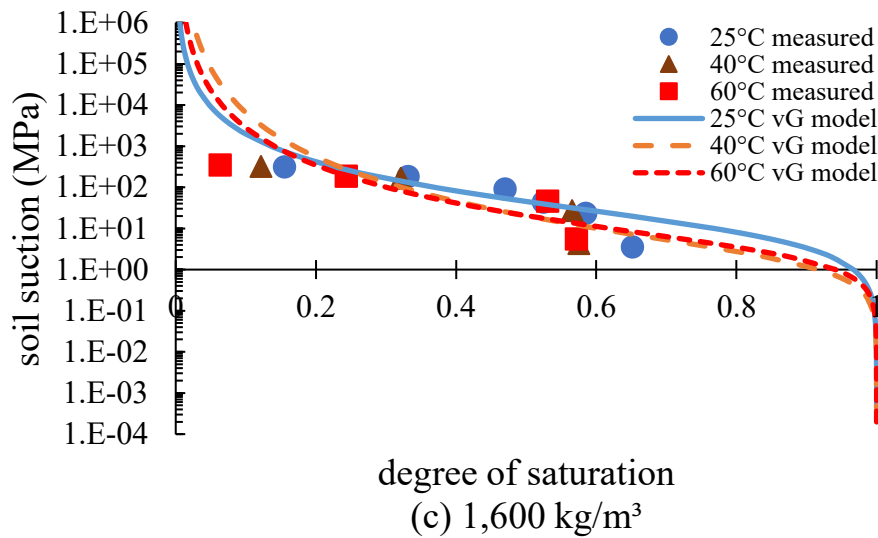 1.E+06
1.E+05
1.E+04
1.E+03
1.E+02
1.E+01
1.E+00
1.E-01
1.E-02
1.E-03
1.E-04
soil suction (MPa)
25°C measured
40°C measured
60°C measured
25°C vG model
40°C vG model
60°C vG model
0 0.2 0.4 0.6 0.8 1
degree of saturation
(c) 1,600 kg/m³